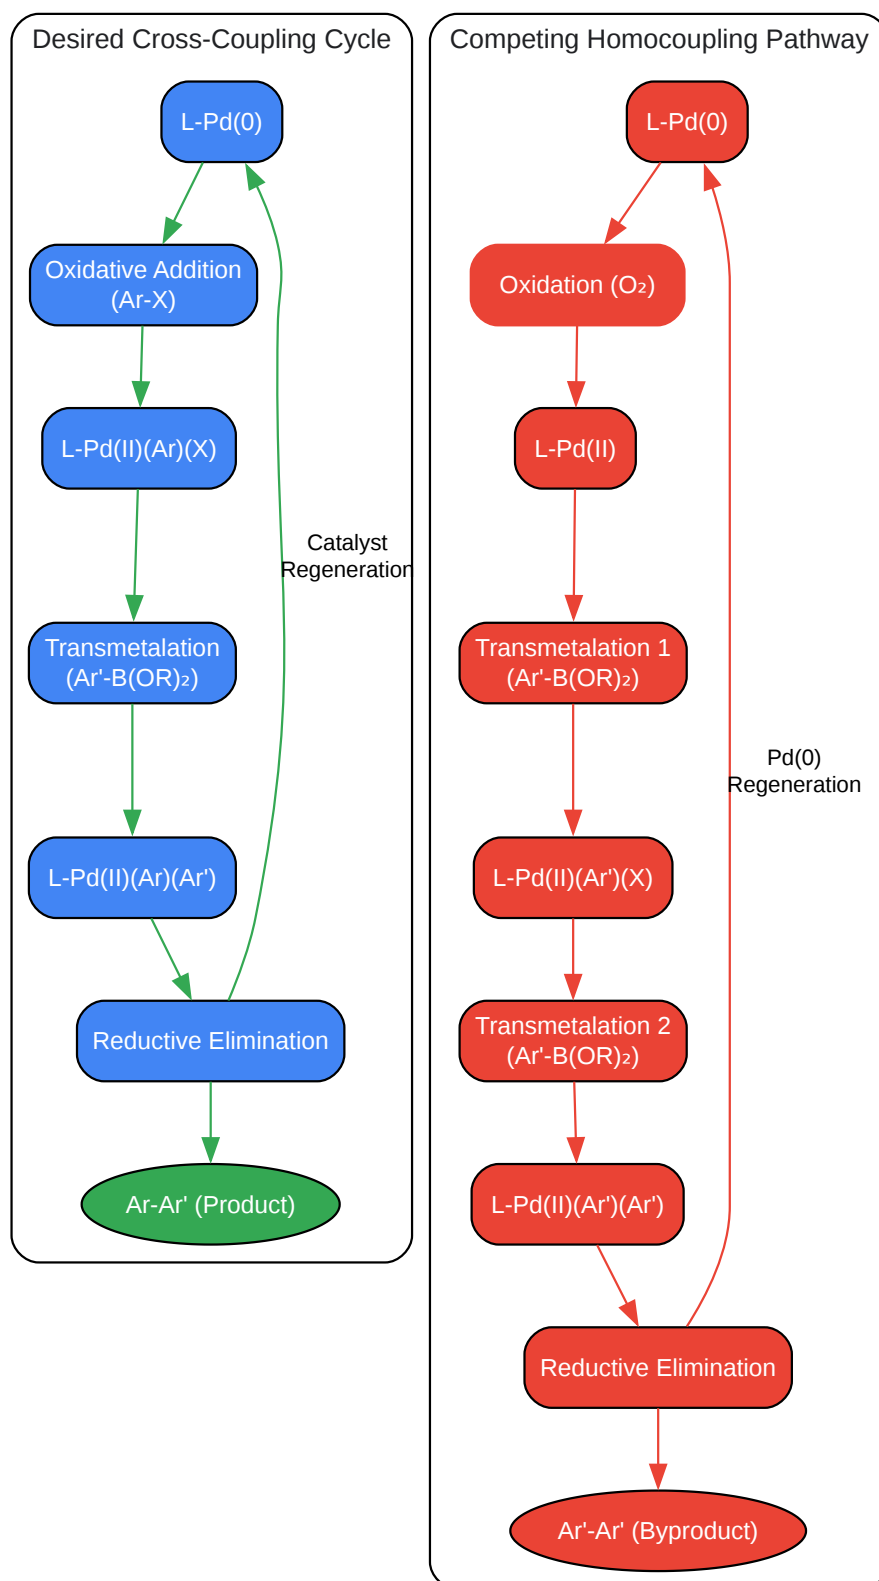 Desired Cross-Coupling Cycle
L-Pd(0)
Oxidative Addition
(Ar-X)
L-Pd(II)(Ar)(X)
Catalyst
Regeneration
Transmetalation
(Ar'-B(OR)₂)
L-Pd(II)(Ar)(Ar')
Reductive Elimination
Ar-Ar' (Product)
Competing Homocoupling Pathway
L-Pd(0)
Oxidation (O₂)
L-Pd(II)
Transmetalation 1
(Ar'-B(OR)₂)
Pd(0)
Regeneration
L-Pd(II)(Ar')(X)
Transmetalation 2
(Ar'-B(OR)₂)
L-Pd(II)(Ar')(Ar')
Reductive Elimination
Ar'-Ar' (Byproduct)